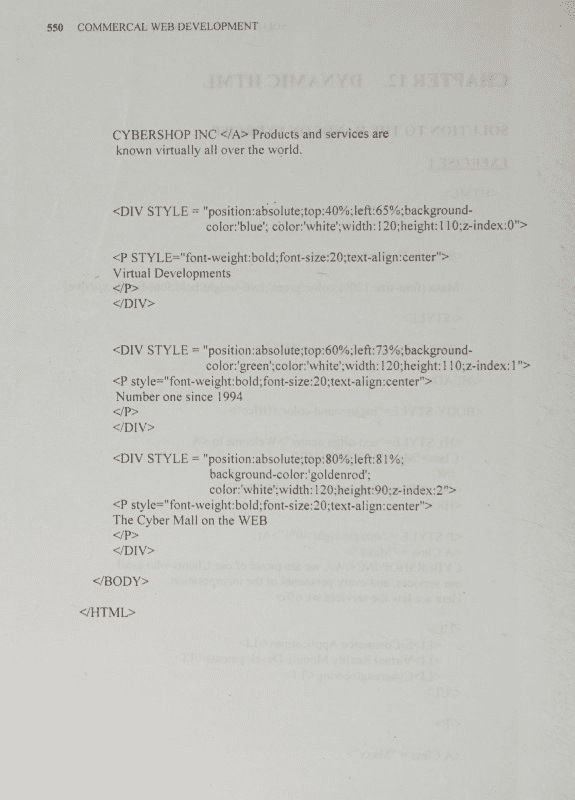 550 COMMERCAL WEB DEVELOPMENT
CYBERSHOP INC </A> Products and services are
known virtually all over the world.
<DIV STYLE = "position:absolute;top:40%;left:65%;background-
color:'blue'; color:'white';width:120;height:110;z-index:0">
<P STYLE="font-weight:bold;font-size:20;text-align:center">
Virtual Developments
</P>
</DIV>
<DIV STYLE = "position:absolute;top:60%;left:73%;background-
color:'green';color:'white';width:120;height:110;z-index:1">
<P style="font-weight:bold;font-size:20;text-align:center">
Number one since 1994
</P>
</DIV>
<DIV STYLE = "position:absolute;top:80%;left:81%;
background-color:'goldenrod';
color:'white';width:120;height:90;z-index:2">
<P style="font-weight:bold;font-size:20;text-align:center">
The Cyber Mall on the WEB
</P>
</DIV>
</BODY>
</HTML>